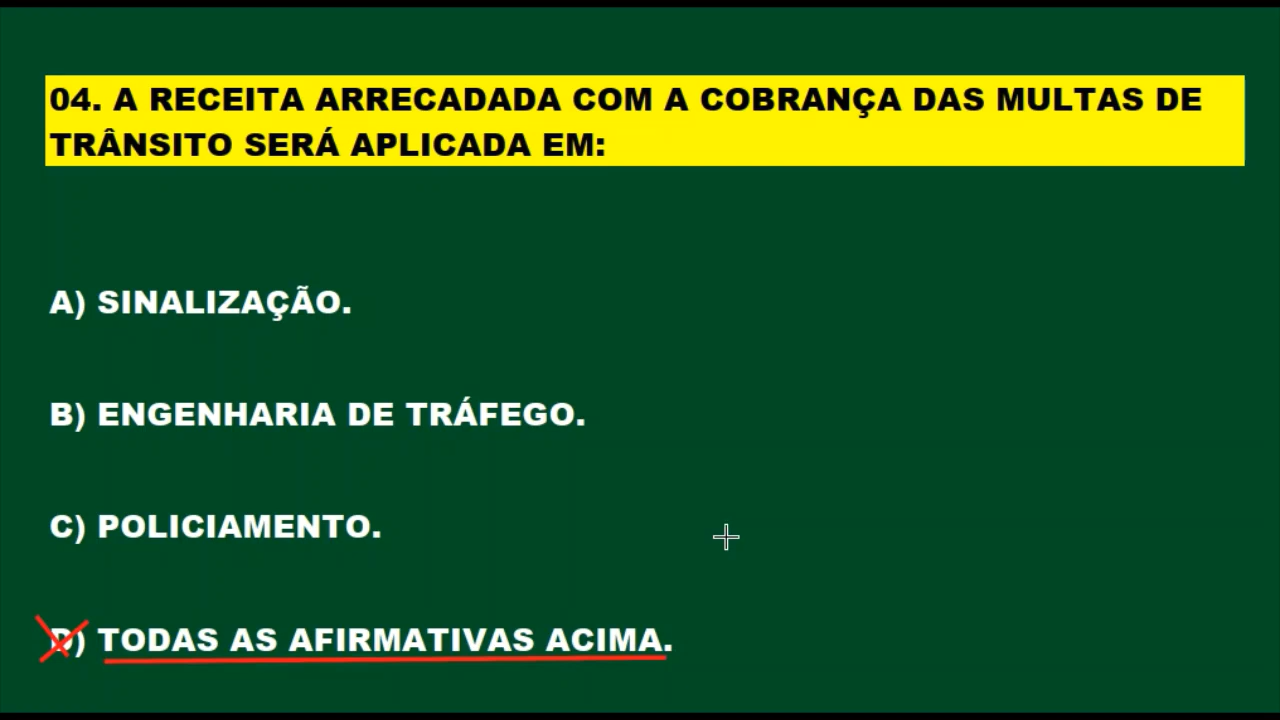 04. A RECEITA ARRECADADA COM A COBRANÇA DAS MULTAS DE
TRÂNSITO SERÁ APLICADA EM:
A) SINALIZAÇÃO.
B) ENGENHARIA DE TRÁFEGO.
C) POLICIAMENTO.
D) TODAS AS AFIRMATIVAS ACIMA.